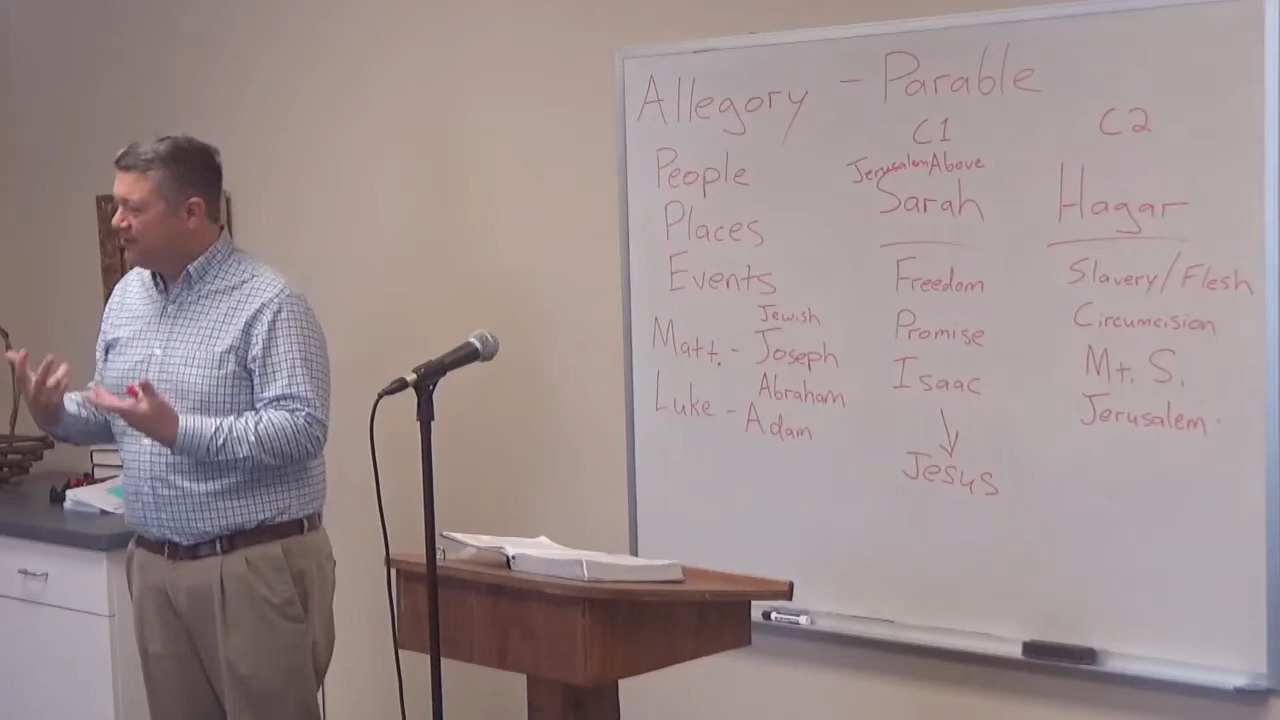 Allegory - Parable
People
Places
Events
Jewish
Matt. - Joseph
Abraham
Luke - Adam
C1
Jerusalem Above
Sarah
Freedom
Promise
Isaac
Jesus
C2
Hagar
Slavery/Flesh
Circumcision
Mt. S.
Jerusalem